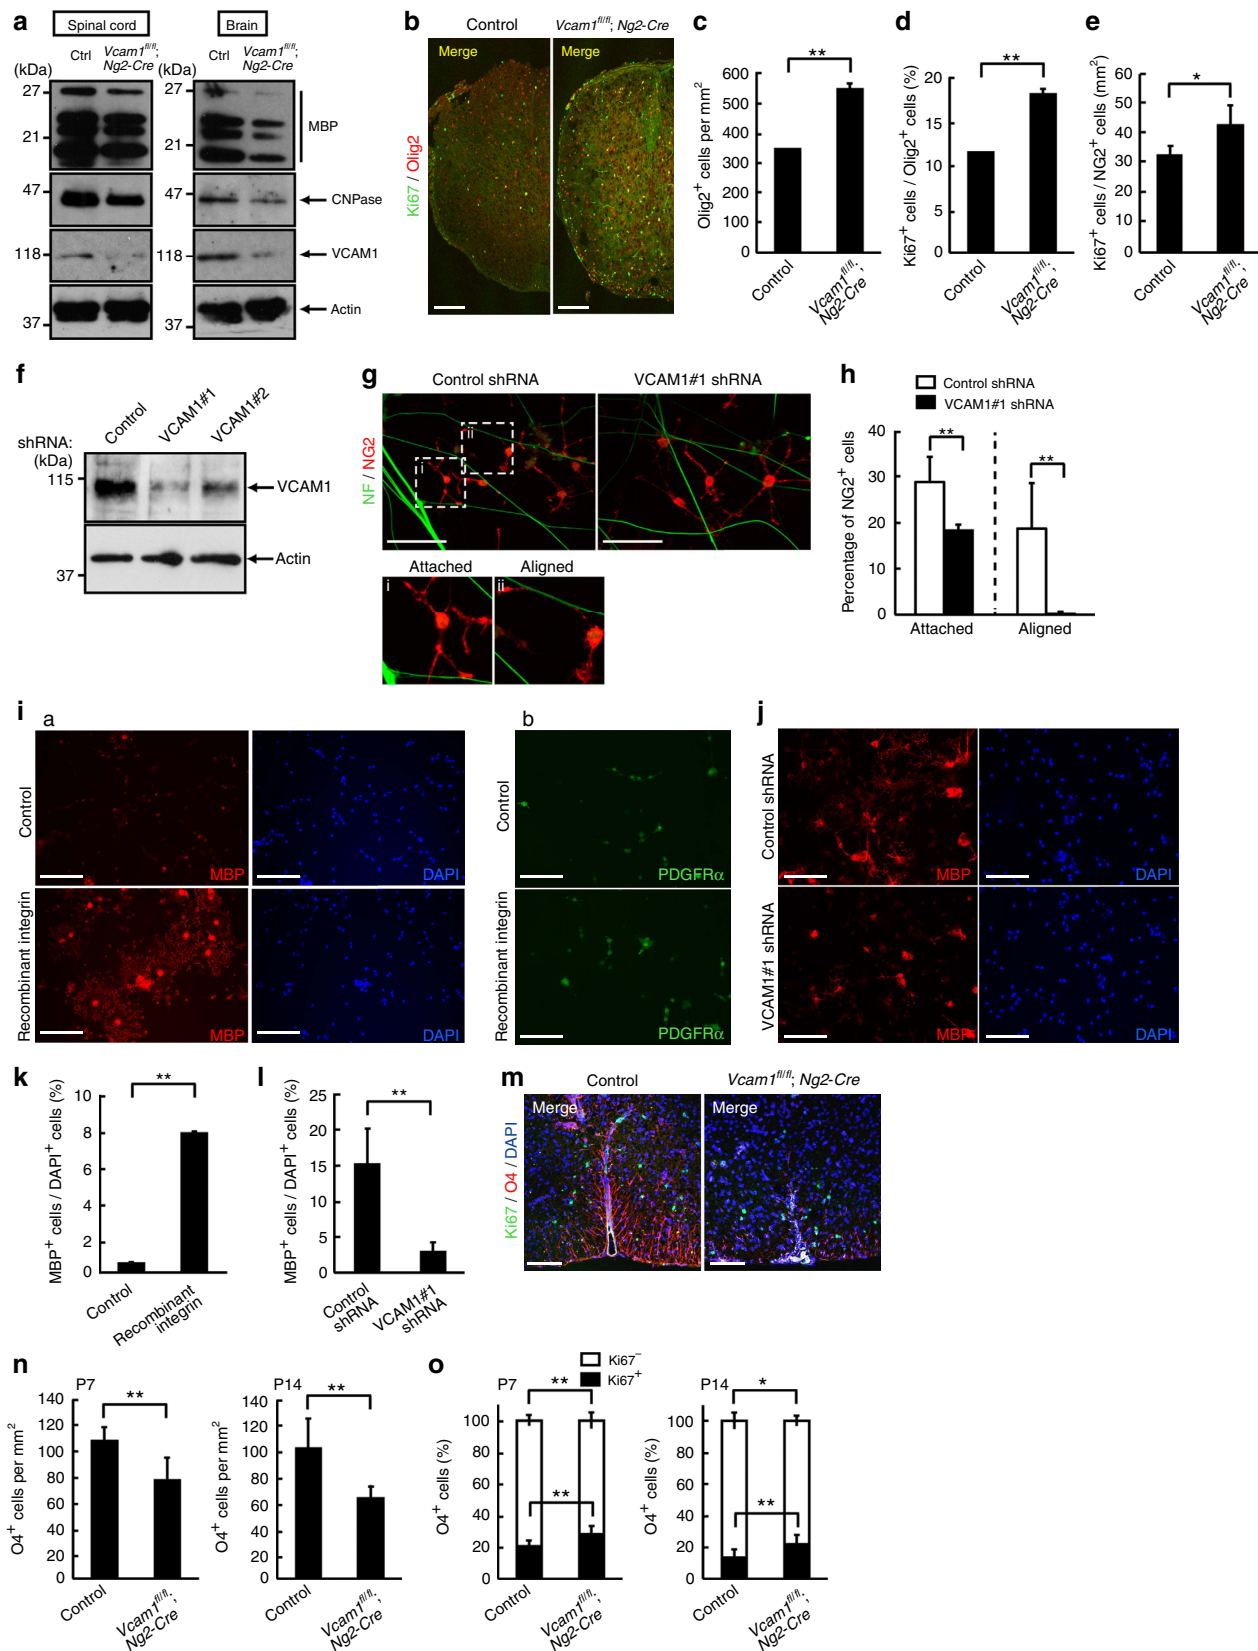 a
Spinal cord
Brain
Ctrl
Vcam1fl/fl;
Ng2-Cre
Ctrl
Vcam1fl/fl;
Ng2-Cre
(kDa)
(kDa)
27
21
47
118
37
27
21
47
118
37
MBP
CNPase
VCAM1
Actin
b
Control
Vcam1fl/fl; Ng2-Cre
Merge
Merge
Ki67 / Olig2
c
**
Olig2+ cells per mm2
600
500
400
300
200
100
0
Control
Vcam1fl/fl;
Ng2-Cre
d
**
Ki67+ cells / Olig2+ cells (%)
20
15
10
5
0
Control
Vcam1fl/fl;
Ng2-Cre
e
*
Ki67+ cells / NG2+ cells (mm2)
60
50
40
30
20
10
0
Control
Vcam1fl/fl;
Ng2-Cre
f
Control
VCAM1#1
VCAM1#2
shRNA:
(kDa)
115
37
VCAM1
Actin
g
Control shRNA
VCAM1#1 shRNA
NF / NG2
i
ii
Attached
Aligned
i
ii
h
Control shRNA
VCAM1#1 shRNA
Percentage of NG2+ cells
40
30
20
10
0
**
**
Attached
Aligned
i
a
b
Control
Recombinant integrin
MBP
DAPI
MBP
DAPI
Control
Recombinant integrin
PDGFRα
PDGFRα
j
Control shRNA
VCAM1#1 shRNA
MBP
DAPI
MBP
DAPI
k
**
MBP+ cells / DAPI+ cells (%)
10
8
6
4
2
0
Control
Recombinant
integrin
l
**
MBP+ cells / DAPI+ cells (%)
25
20
15
10
5
0
Control
shRNA
VCAM1#1
shRNA
m
Control
Vcam1fl/fl; Ng2-Cre
Merge
Merge
Ki67 / O4 / DAPI
n
P7
**
O4+ cells per mm2
140
120
100
80
60
40
20
0
Control
Vcam1fl/fl;
Ng2-Cre
P14
**
O4+ cells per mm2
140
120
100
80
60
40
20
0
Control
Vcam1fl/fl;
Ng2-Cre
o
Ki67−
Ki67+
P7
**
**
O4+ cells (%)
100
80
60
40
20
0
Control
Vcam1fl/fl;
Ng2-Cre
P14
*
**
O4+ cells (%)
100
80
60
40
20
0
Control
Vcam1fl/fl;
Ng2-Cre